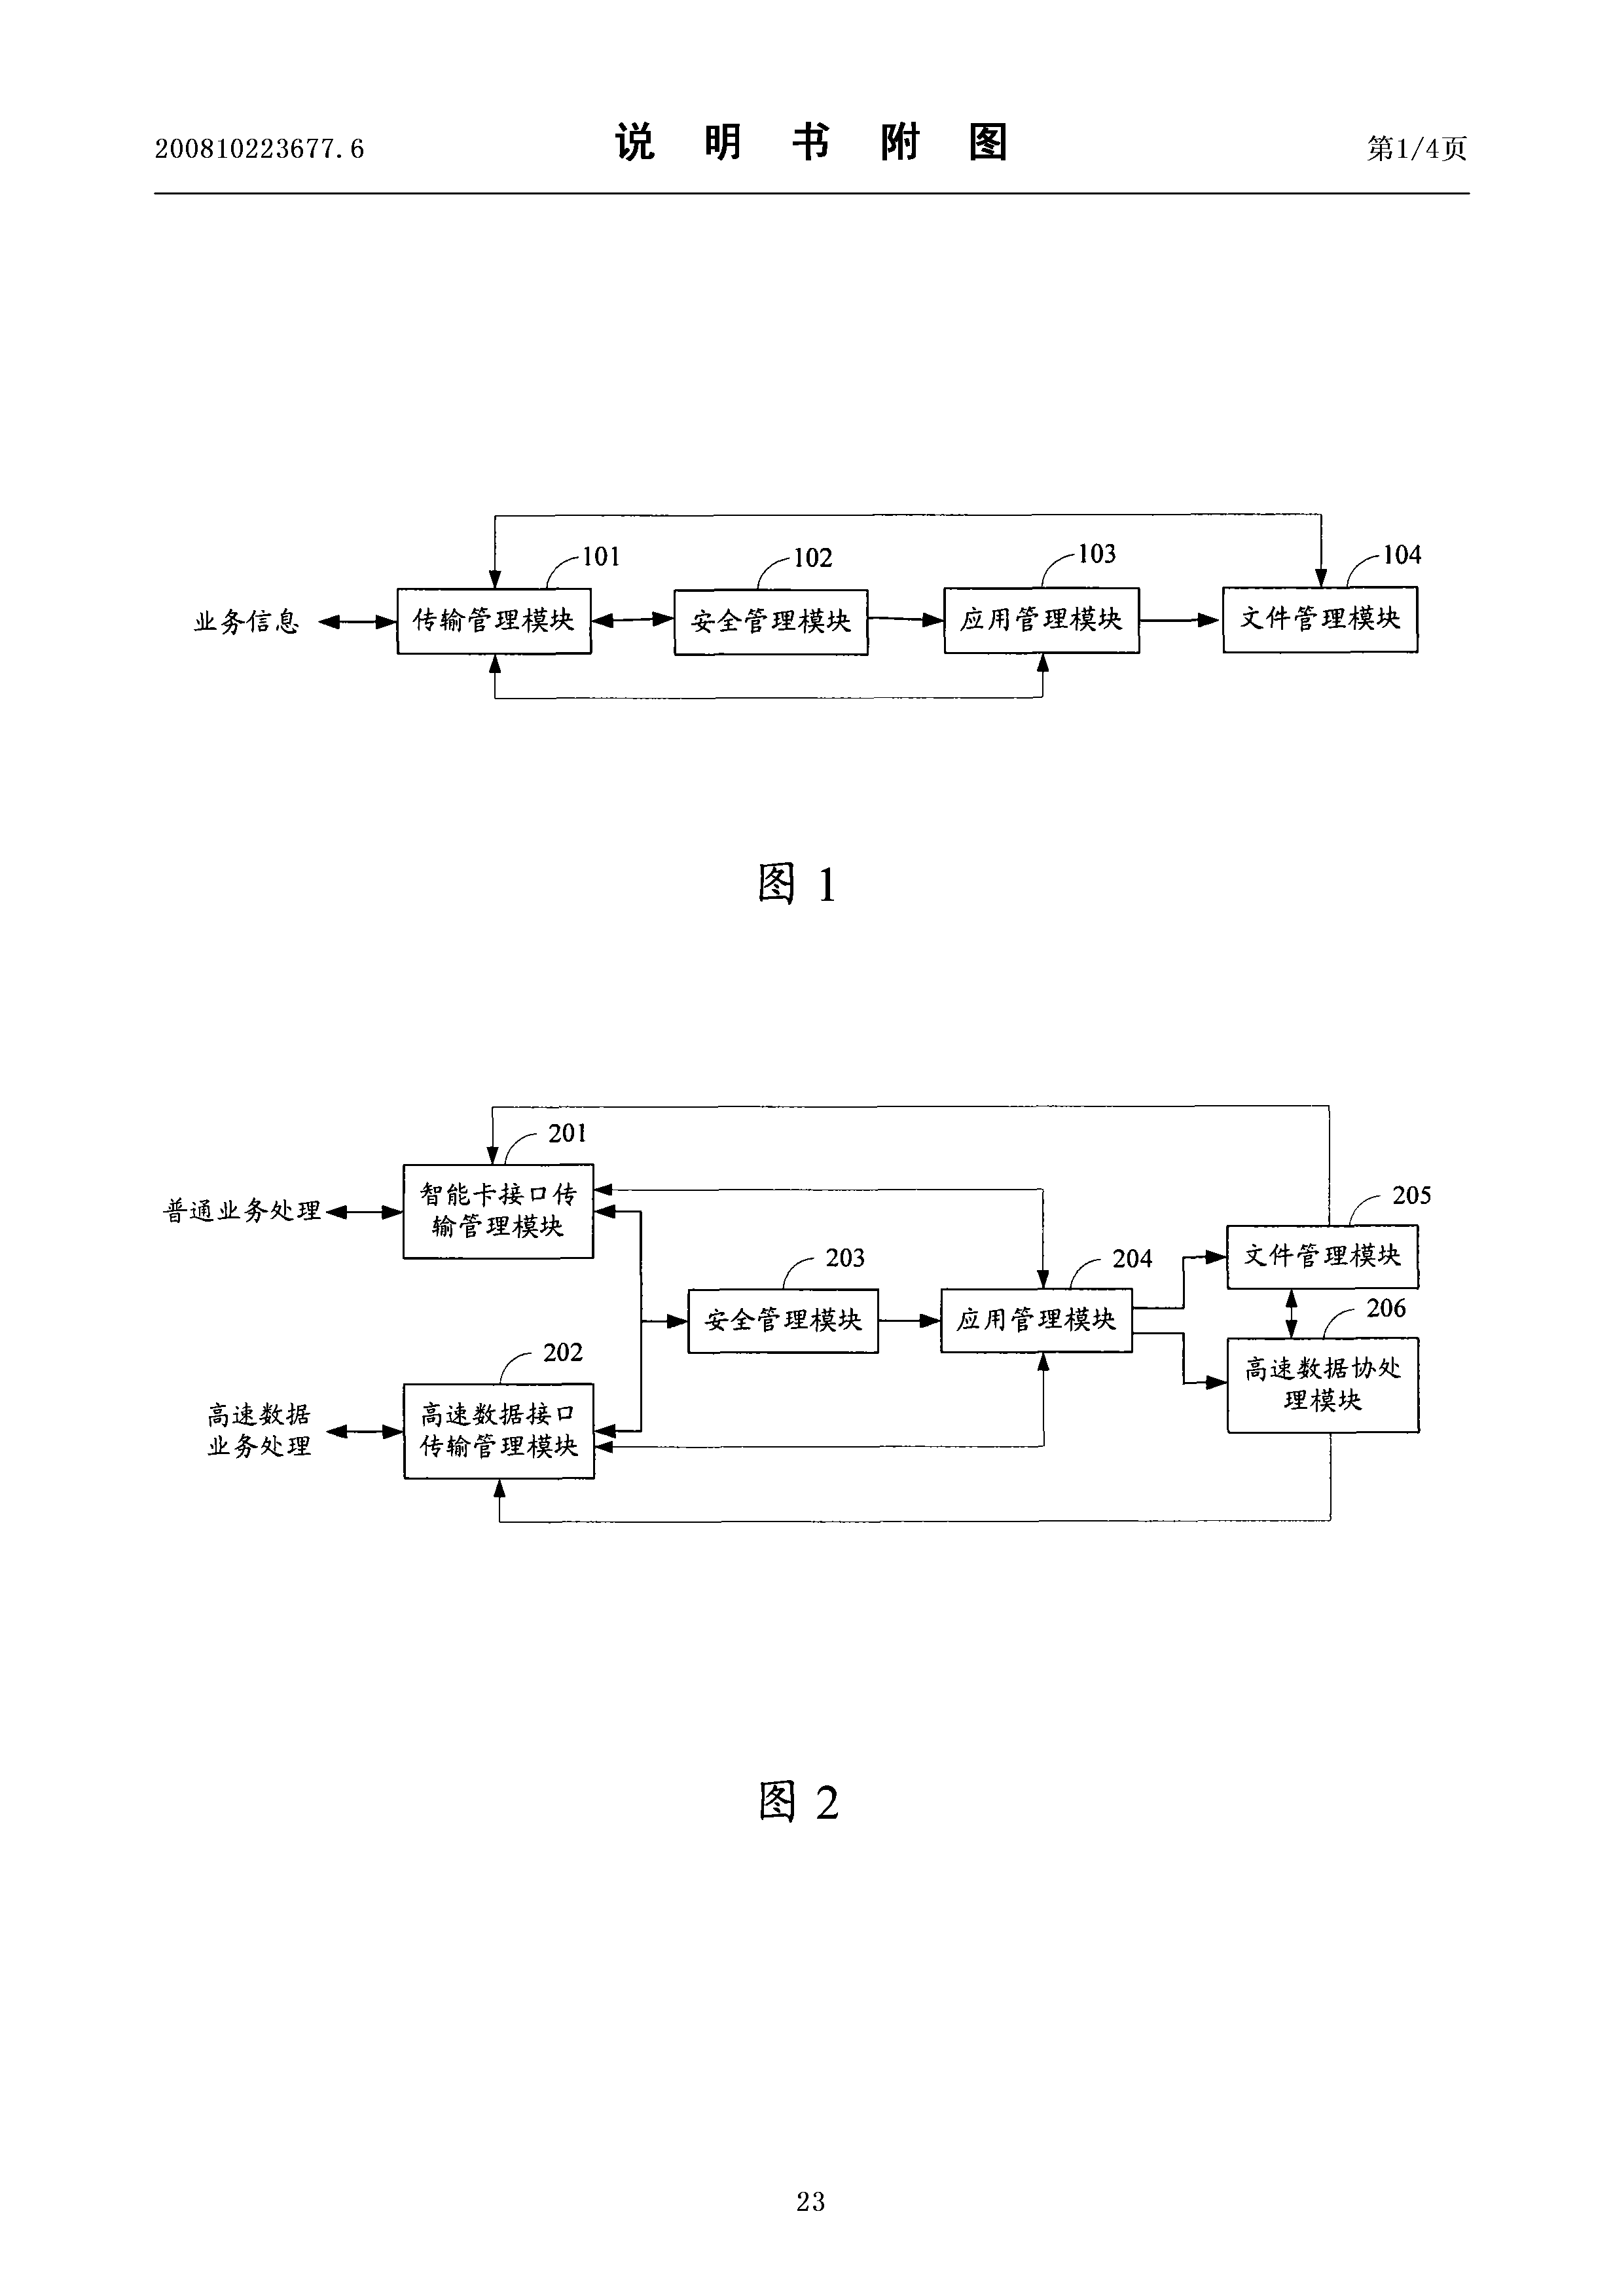 200810223677.6
说 明 书 附 图
第1/4页
101
102
103
104
业务信息
传输管理模块
安全管理模块
应用管理模块
文件管理模块
图 1
201
普通业务处理
智能卡接口传
输管理模块
205
文件管理模块
203
安全管理模块
204
应用管理模块
206
高速数据协处
理模块
202
高速数据
业务处理
高速数据接口
传输管理模块
图 2
23